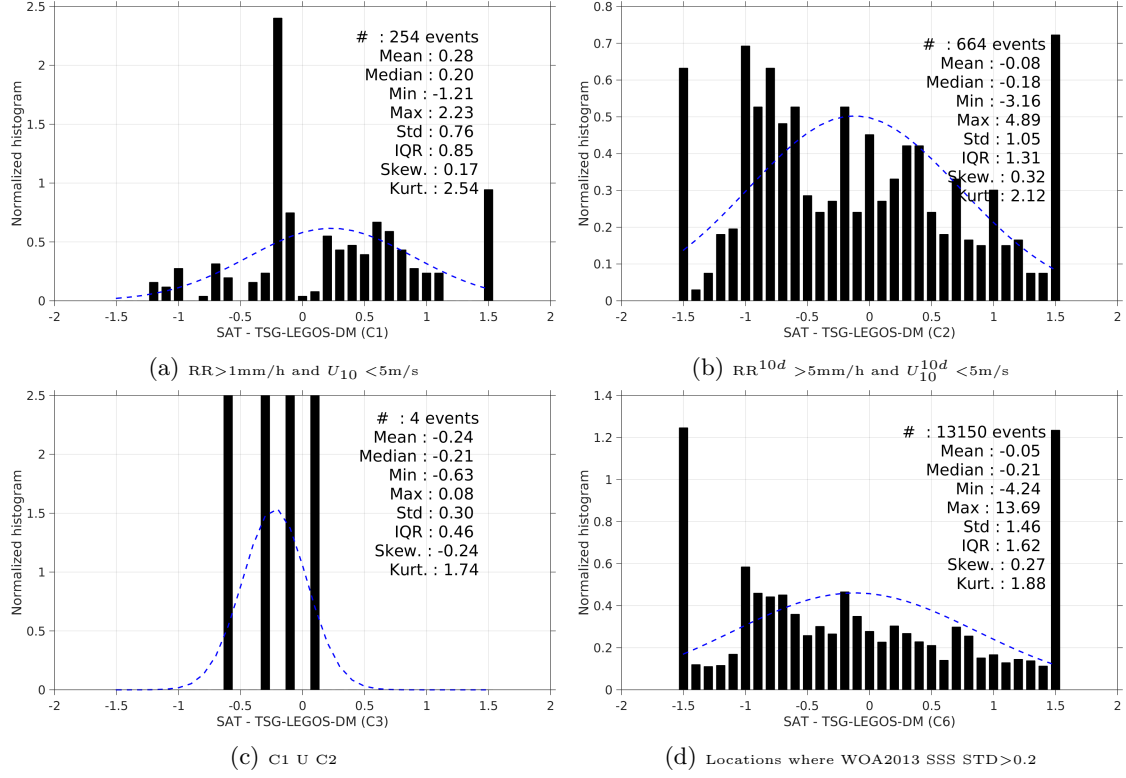 2.5
2
1.5
1
0.5
0
-2
-1.5
-1
-0.5
0
0.5
1
1.5
2
Normalized histogram
SAT - TSG-LEGOS-DM (C1)
# : 254 events
Mean : 0.28
Median : 0.20
Min : -1.21
Max : 2.23
Std : 0.76
IQR : 0.85
Skew. : 0.17
Kurt. : 2.54
(a) RR>1mm/h and U10 <5m/s
0.8
0.7
0.6
0.5
0.4
0.3
0.2
0.1
0
-2
-1.5
-1
-0.5
0
0.5
1
1.5
2
Normalized histogram
SAT - TSG-LEGOS-DM (C2)
# : 664 events
Mean : -0.08
Median : -0.18
Min : -3.16
Max : 4.89
Std : 1.05
IQR : 1.31
Skew. : 0.32
Kurt. : 2.12
(b) RR10d >5mm/h and U10d10 <5m/s
2.5
2
1.5
1
0.5
0
-2
-1.5
-1
-0.5
0
0.5
1
1.5
2
Normalized histogram
SAT - TSG-LEGOS-DM (C3)
# : 4 events
Mean : -0.24
Median : -0.21
Min : -0.63
Max : 0.08
Std : 0.30
IQR : 0.46
Skew. : -0.24
Kurt. : 1.74
(c) C1 U C2
1.4
1.2
1
0.8
0.6
0.4
0.2
0
-2
-1.5
-1
-0.5
0
0.5
1
1.5
2
Normalized histogram
SAT - TSG-LEGOS-DM (C6)
# : 13150 events
Mean : -0.05
Median : -0.21
Min : -4.24
Max : 13.69
Std : 1.46
IQR : 1.62
Skew. : 0.27
Kurt. : 1.88
(d) Locations where WOA2013 SSS STD>0.2